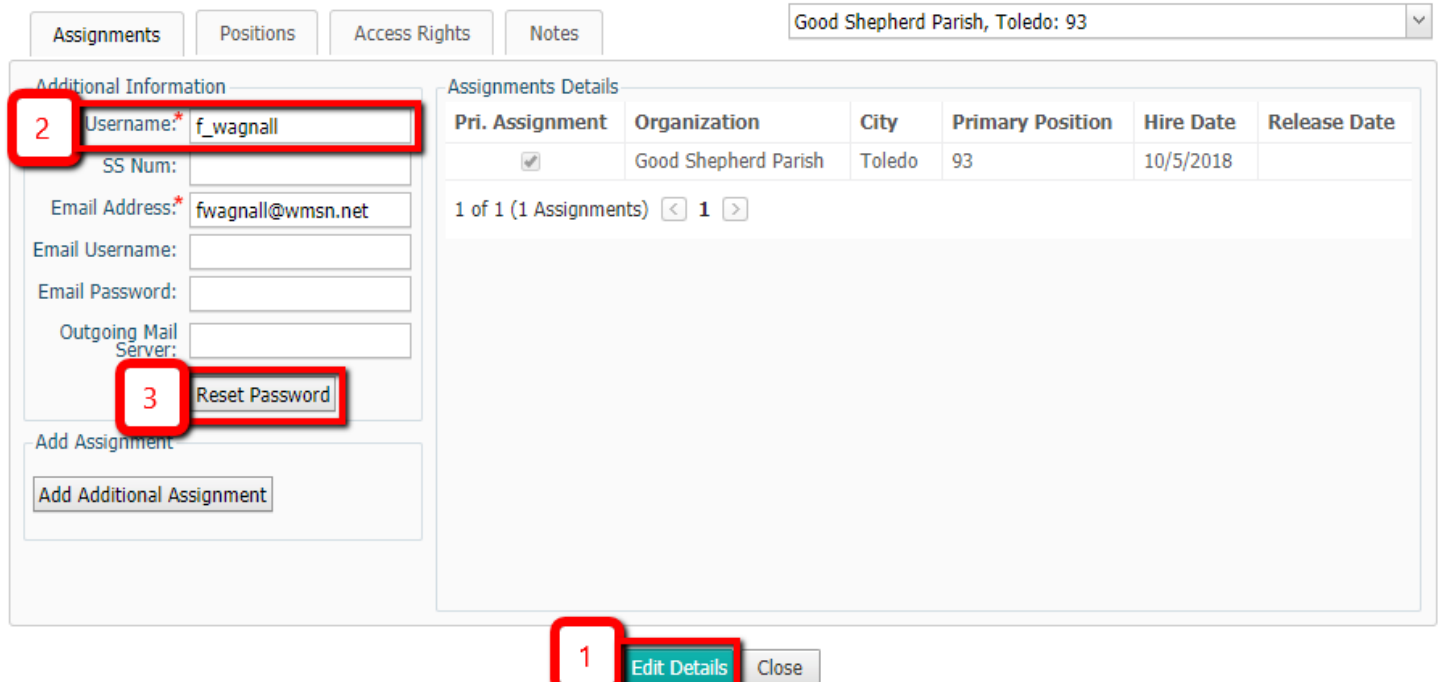 Assignments Positions Access Rights Notes Good Shepherd Parish, Toledo: 93
Additional Information
2 Username:* f_wagnall
SS Num:
Email Address:* fwagnall@wmsn.net
Email Username:
Email Password:
Outgoing Mail
Server:
3 Reset Password
Add Assignment
Add Additional Assignment
Assignments Details
Pri. Assignment Organization City Primary Position Hire Date Release Date
Good Shepherd Parish Toledo 93 10/5/2018
1 of 1 (1 Assignments) < 1 >
1 Edit Details Close